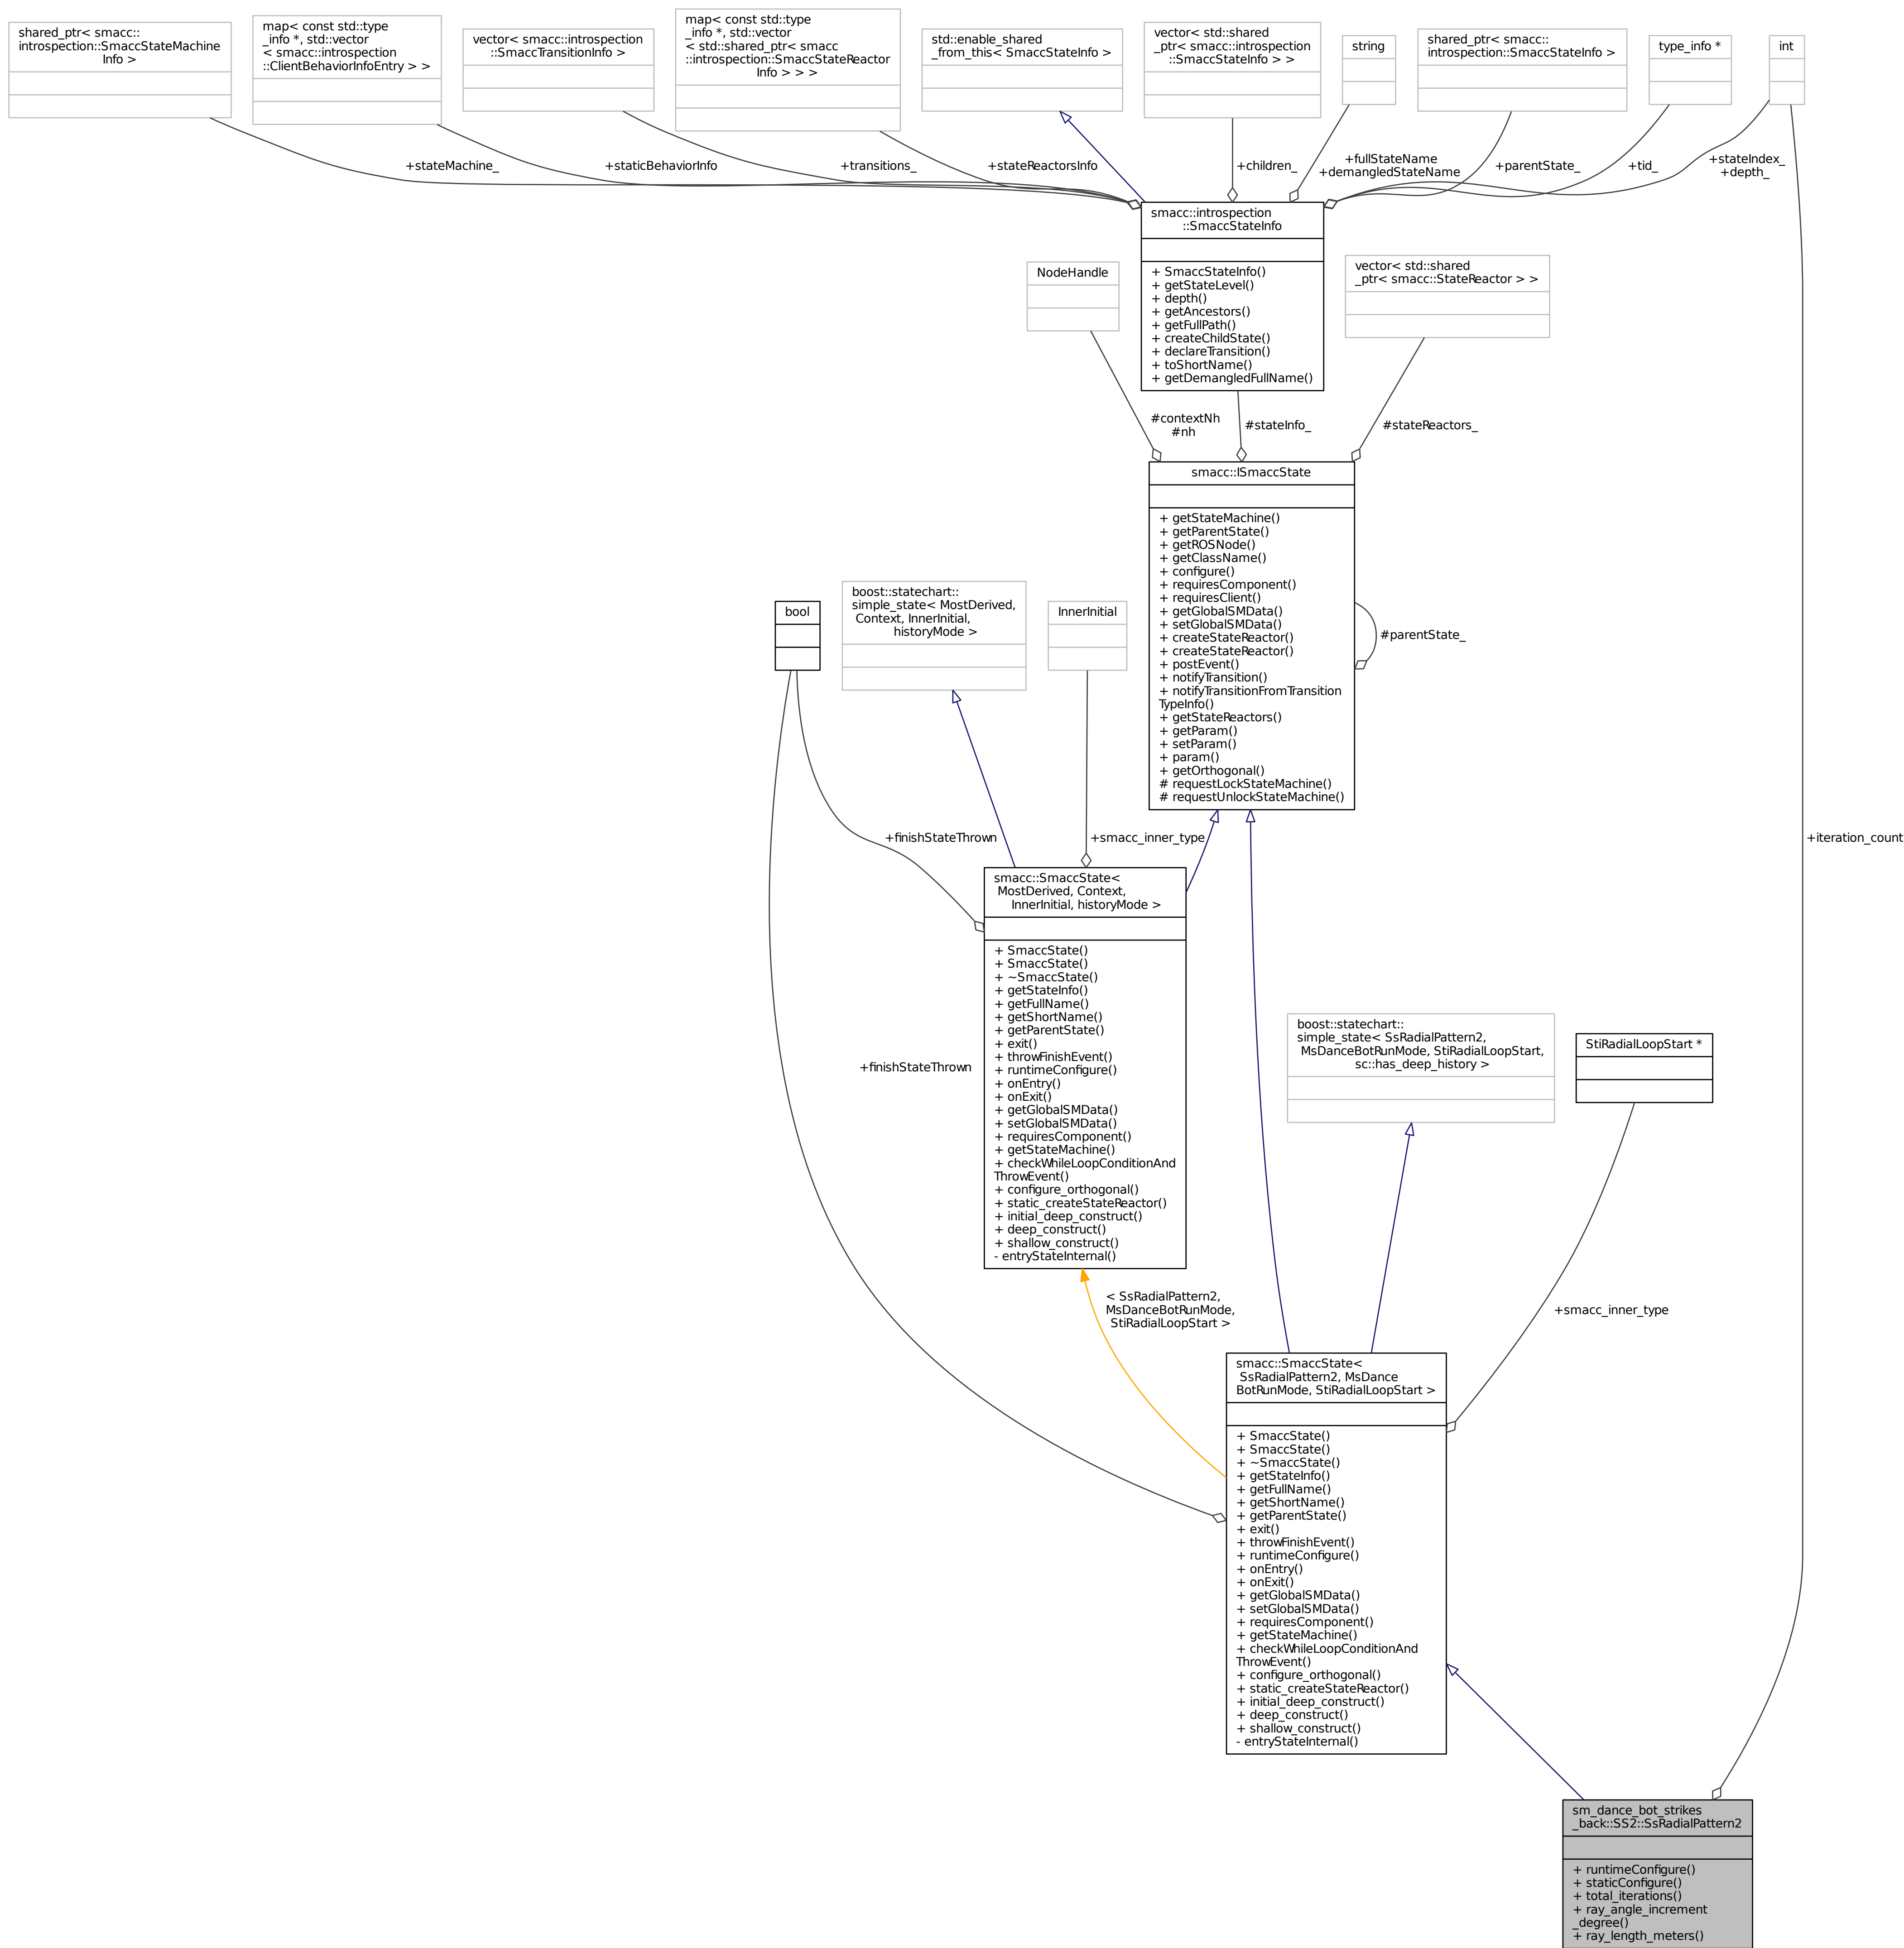 shared_ptr< smacc::
introspection::SmaccStateMachine
Info >
map< const std::type
_info *, std::vector
< smacc::introspection
::ClientBehaviorInfoEntry > >
vector< smacc::introspection
::SmaccTransitionInfo >
map< const std::type
_info *, std::vector
< std::shared_ptr< smacc
::introspection::SmaccStateReactor
Info > > >
std::enable_shared
_from_this< SmaccStateInfo >
vector< std::shared
_ptr< smacc::introspection
::SmaccStateInfo > >
string
shared_ptr< smacc::
introspection::SmaccStateInfo >
type_info *
int
+stateMachine_
+staticBehaviorInfo
+transitions_
+stateReactorsInfo
+children_
+fullStateName
+demangledStateName
+parentState_
+tid_
+stateIndex_
+depth_
smacc::introspection
::SmaccStateInfo
+ SmaccStateInfo()
+ getStateLevel()
+ depth()
+ getAncestors()
+ getFullPath()
+ createChildState()
+ declareTransition()
+ toShortName()
+ getDemangledFullName()
NodeHandle
vector< std::shared
_ptr< smacc::StateReactor > >
#contextNh
#nh
#stateInfo_
#stateReactors_
smacc::ISmaccState
+ getStateMachine()
+ getParentState()
+ getROSNode()
+ getClassName()
+ configure()
+ requiresComponent()
+ requiresClient()
+ getGlobalSMData()
+ setGlobalSMData()
+ createStateReactor()
+ createStateReactor()
+ postEvent()
+ notifyTransition()
+ notifyTransitionFromTransition
TypeInfo()
+ getStateReactors()
+ getParam()
+ setParam()
+ param()
+ getOrthogonal()
# requestLockStateMachine()
# requestUnlockStateMachine()
#parentState_
bool
boost::statechart::
simple_state< MostDerived,
Context, InnerInitial,
historyMode >
InnerInitial
+finishStateThrown
+smacc_inner_type
+iteration_count
smacc::SmaccState<
MostDerived, Context,
InnerInitial, historyMode >
+ SmaccState()
+ SmaccState()
+ ~SmaccState()
+ getStateInfo()
+ getFullName()
+ getShortName()
+ getParentState()
+ exit()
+ throwFinishEvent()
+ runtimeConfigure()
+ onEntry()
+ onExit()
+ getGlobalSMData()
+ setGlobalSMData()
+ requiresComponent()
+ getStateMachine()
+ checkWhileLoopConditionAnd
ThrowEvent()
+ configure_orthogonal()
+ static_createStateReactor()
+ initial_deep_construct()
+ deep_construct()
+ shallow_construct()
- entryStateInternal()
+finishStateThrown
boost::statechart::
simple_state< SsRadialPattern2,
MsDanceBotRunMode, StiRadialLoopStart,
sc::has_deep_history >
StiRadialLoopStart *
< SsRadialPattern2,
MsDanceBotRunMode,
StiRadialLoopStart >
+smacc_inner_type
smacc::SmaccState<
SsRadialPattern2, MsDance
BotRunMode, StiRadialLoopStart >
+ SmaccState()
+ SmaccState()
+ ~SmaccState()
+ getStateInfo()
+ getFullName()
+ getShortName()
+ getParentState()
+ exit()
+ throwFinishEvent()
+ runtimeConfigure()
+ onEntry()
+ onExit()
+ getGlobalSMData()
+ setGlobalSMData()
+ requiresComponent()
+ getStateMachine()
+ checkWhileLoopConditionAnd
ThrowEvent()
+ configure_orthogonal()
+ static_createStateReactor()
+ initial_deep_construct()
+ deep_construct()
+ shallow_construct()
- entryStateInternal()
sm_dance_bot_strikes
_back::SS2::SsRadialPattern2
+ runtimeConfigure()
+ staticConfigure()
+ total_iterations()
+ ray_angle_increment
_degree()
+ ray_length_meters()